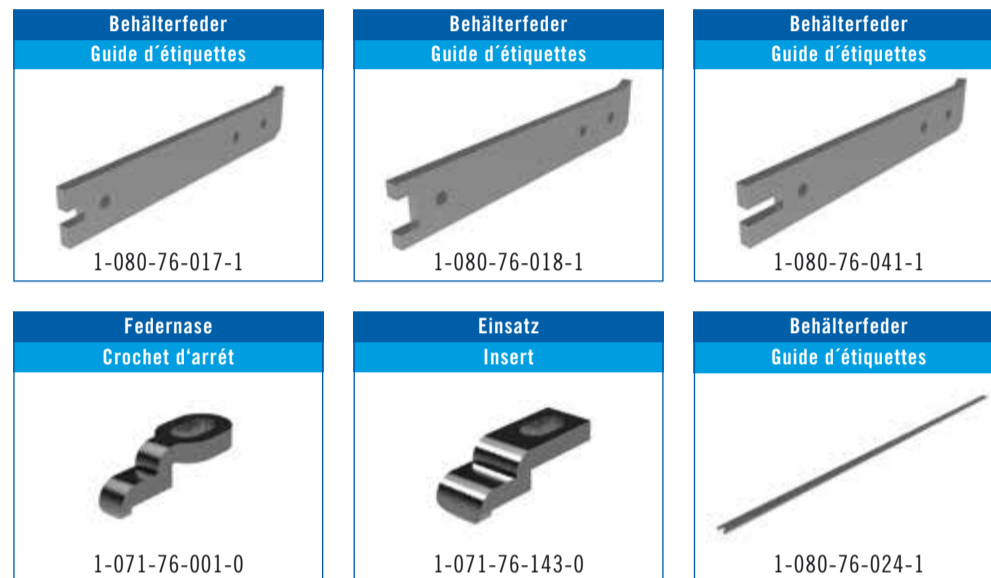 Behälterfeder
Guide d´étiquettes
1-080-76-017-1
Behälterfeder
Guide d´étiquettes
1-080-76-018-1
Behälterfeder
Guide d´étiquettes
1-080-76-041-1
Federnase
Crochet d‘arrét
1-071-76-001-0
Einsatz
Insert
1-071-76-143-0
Behälterfeder
Guide d´étiquettes
1-080-76-024-1